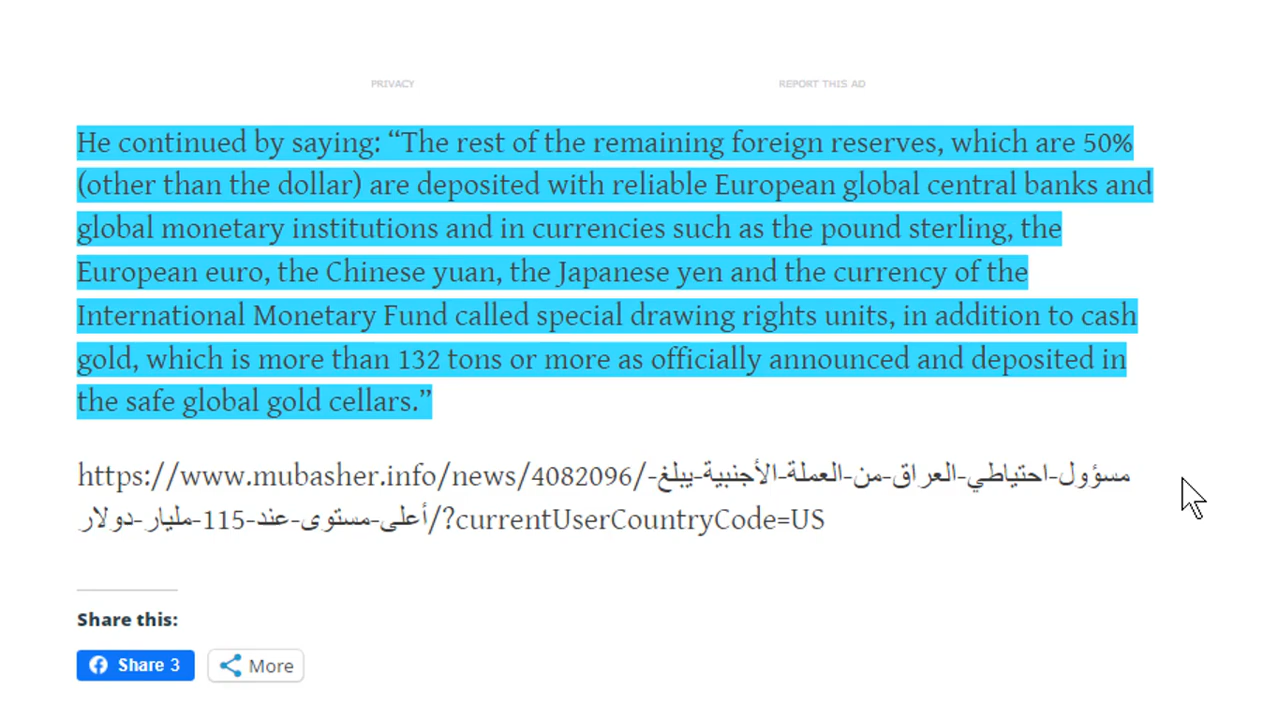 PRIVACY
REPORT THIS AD
He continued by saying: “The rest of the remaining foreign reserves, which are 50%
(other than the dollar) are deposited with reliable European global central banks and
global monetary institutions and in currencies such as the pound sterling, the
European euro, the Chinese yuan, the Japanese yen and the currency of the
International Monetary Fund called special drawing rights units, in addition to cash
gold, which is more than 132 tons or more as officially announced and deposited in
the safe global gold cellars.”
https://www.mubasher.info/news/4082096/مسؤول-احتياطي-العراق-من-العملة-الأجنبية-يبلغ-
أعلى-مستوى-عند-115-مليار-دولار/?currentUserCountryCode=US
Share this:
Share 3
More